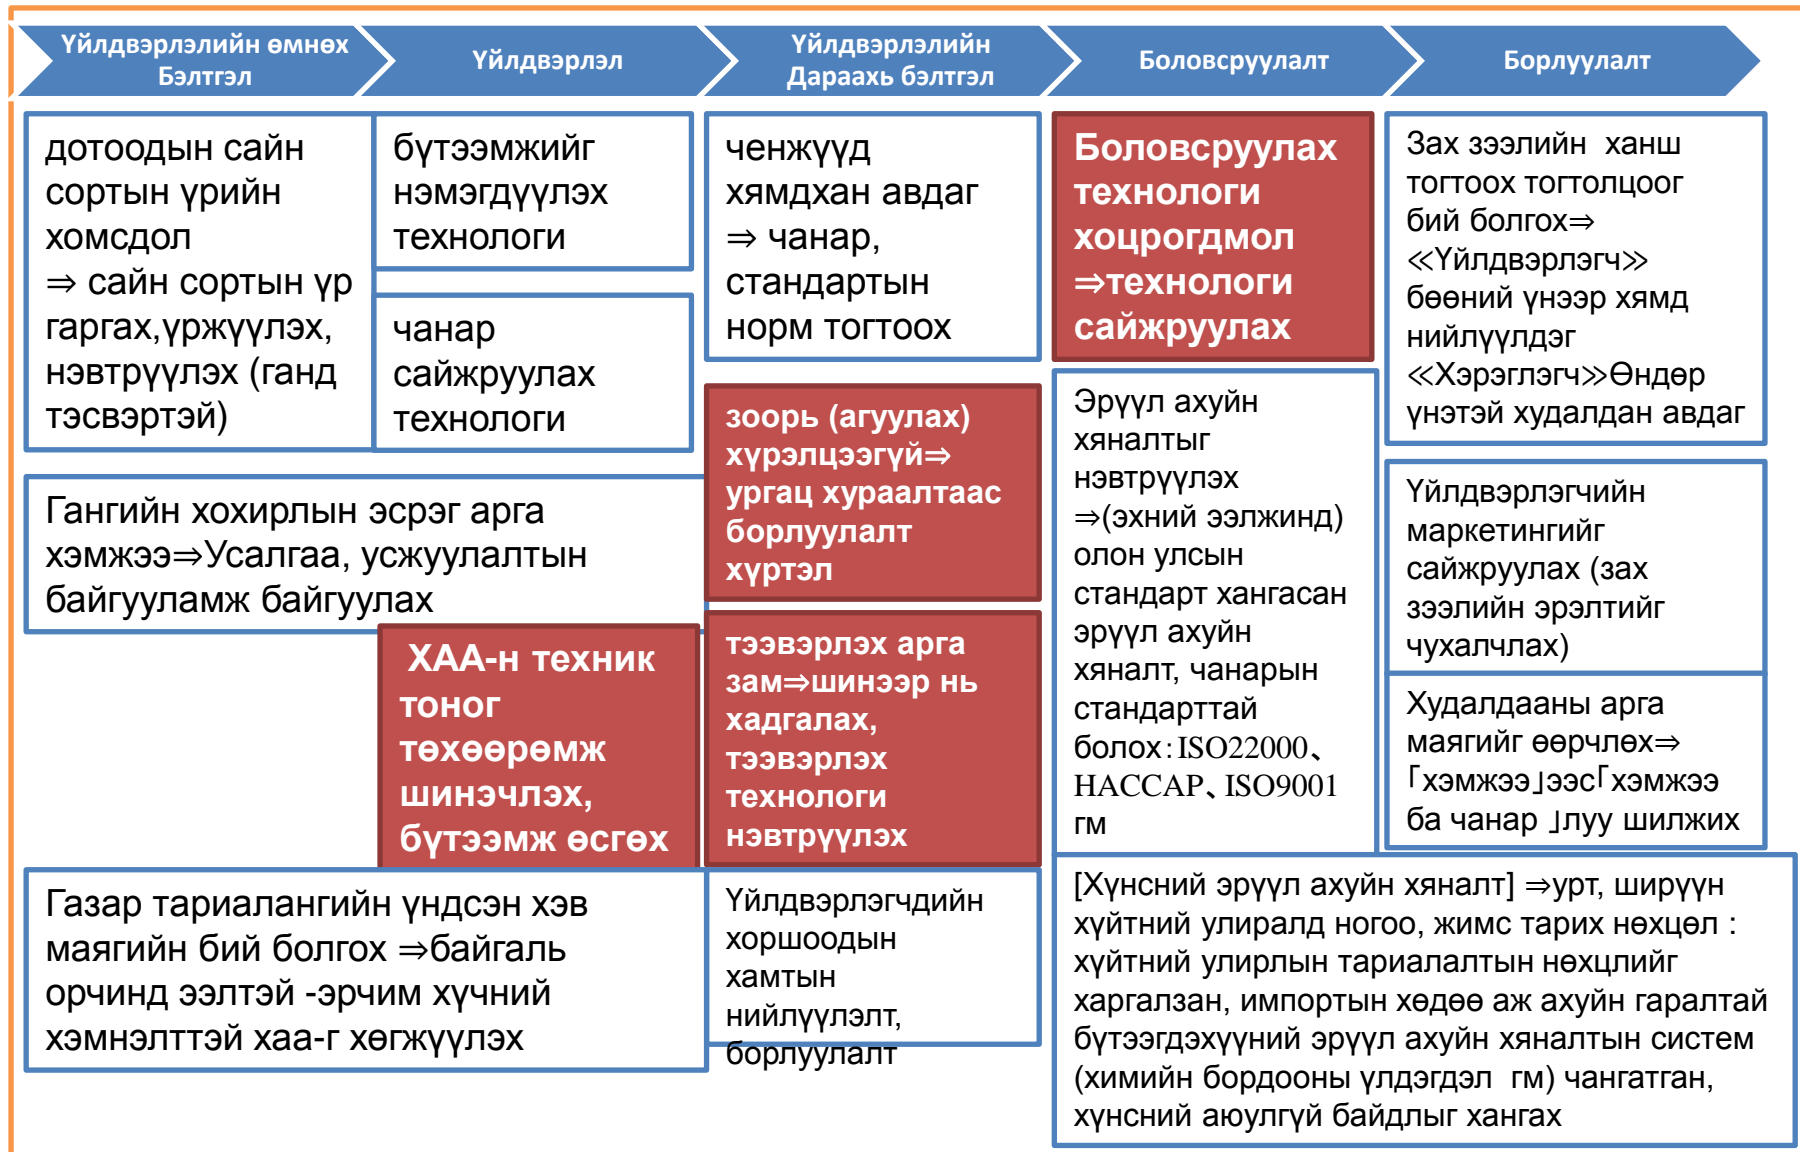 Үйлдвэрлэлийн өмнөх
Бэлтгэл
Үйлдвэрлэл
Үйлдвэрлэлийн
Дараахь бэлтгэл
Боловсруулалт
Борлуулалт
дотоодын сайн
сортын үрийн
хомсдол
⇒ сайн сортын үр
гаргах,үржүүлэх,
нэвтрүүлэх (ганд
тэсвэртэй)
бүтээмжийг
нэмэгдүүлэх
технологи
чанар
сайжруулах
технологи
Гангийн хохирлын эсрэг арга
хэмжээ⇒Усалгаа, усжуулалтын
байгууламж байгуулах
ХАА-н техник
тоног
төхөөрөмж
шинэчлэх,
бүтээмж өсгөх
Газар тариалангийн үндсэн хэв
маягийн бий болгох ⇒байгаль
орчинд ээлтэй -эрчим хүчний
хэмнэлттэй хаа-г хөгжүүлэх
ченжүүд
хямдхан авдаг
⇒ чанар,
стандартын
норм тогтоох
зоорь (агуулах)
хүрэлцээгүй⇒
ургац хураалтаас
борлуулалт
хүртэл
тээвэрлэх арга
зам⇒шинээр нь
хадгалах,
тээвэрлэх
технологи
нэвтрүүлэх
Үйлдвэрлэгчдийн
хоршоодын
хамтын
нийлүүлэлт,
борлуулалт
Боловсруулах
технологи
хоцрогдмол
⇒технологи
сайжруулах
Эрүүл ахуйн
хяналтыг
нэвтрүүлэх
⇒(эхний ээлжинд)
олон улсын
стандарт хангасан
эрүүл ахуйн
хяналт, чанарын
стандарттай
болох：ISO22000、
HACCAP、ISO9001
гм
Зах зээлийн  ханш
тогтоох тогтолцоог
бий болгох⇒
≪Үйлдвэрлэгч≫
бөөний үнээр хямд
нийлүүлдэг
≪Хэрэглэгч≫Өндөр
үнэтэй худалдан авдаг
Үйлдвэрлэгчийн
маркетингийг
сайжруулах (зах
зээлийн эрэлтийг
чухалчлах)
Худалдааны арга
маягийг өөрчлөх⇒
｢хэмжээ｣ээс｢хэмжээ
ба чанар ｣луу шилжих
[Хүнсний эрүүл ахуйн хяналт] ⇒урт, ширүүн
хүйтний улиралд ногоо, жимс тарих нөхцөл :
хүйтний улирлын тариалалтын нөхцлийг
харгалзан, импортын хөдөө аж ахуйн гаралтай
бүтээгдэхүүний эрүүл ахуйн хяналтын систем
(химийн бордооны үлдэгдэл  гм) чангатган,
хүнсний аюулгүй байдлыг хангах